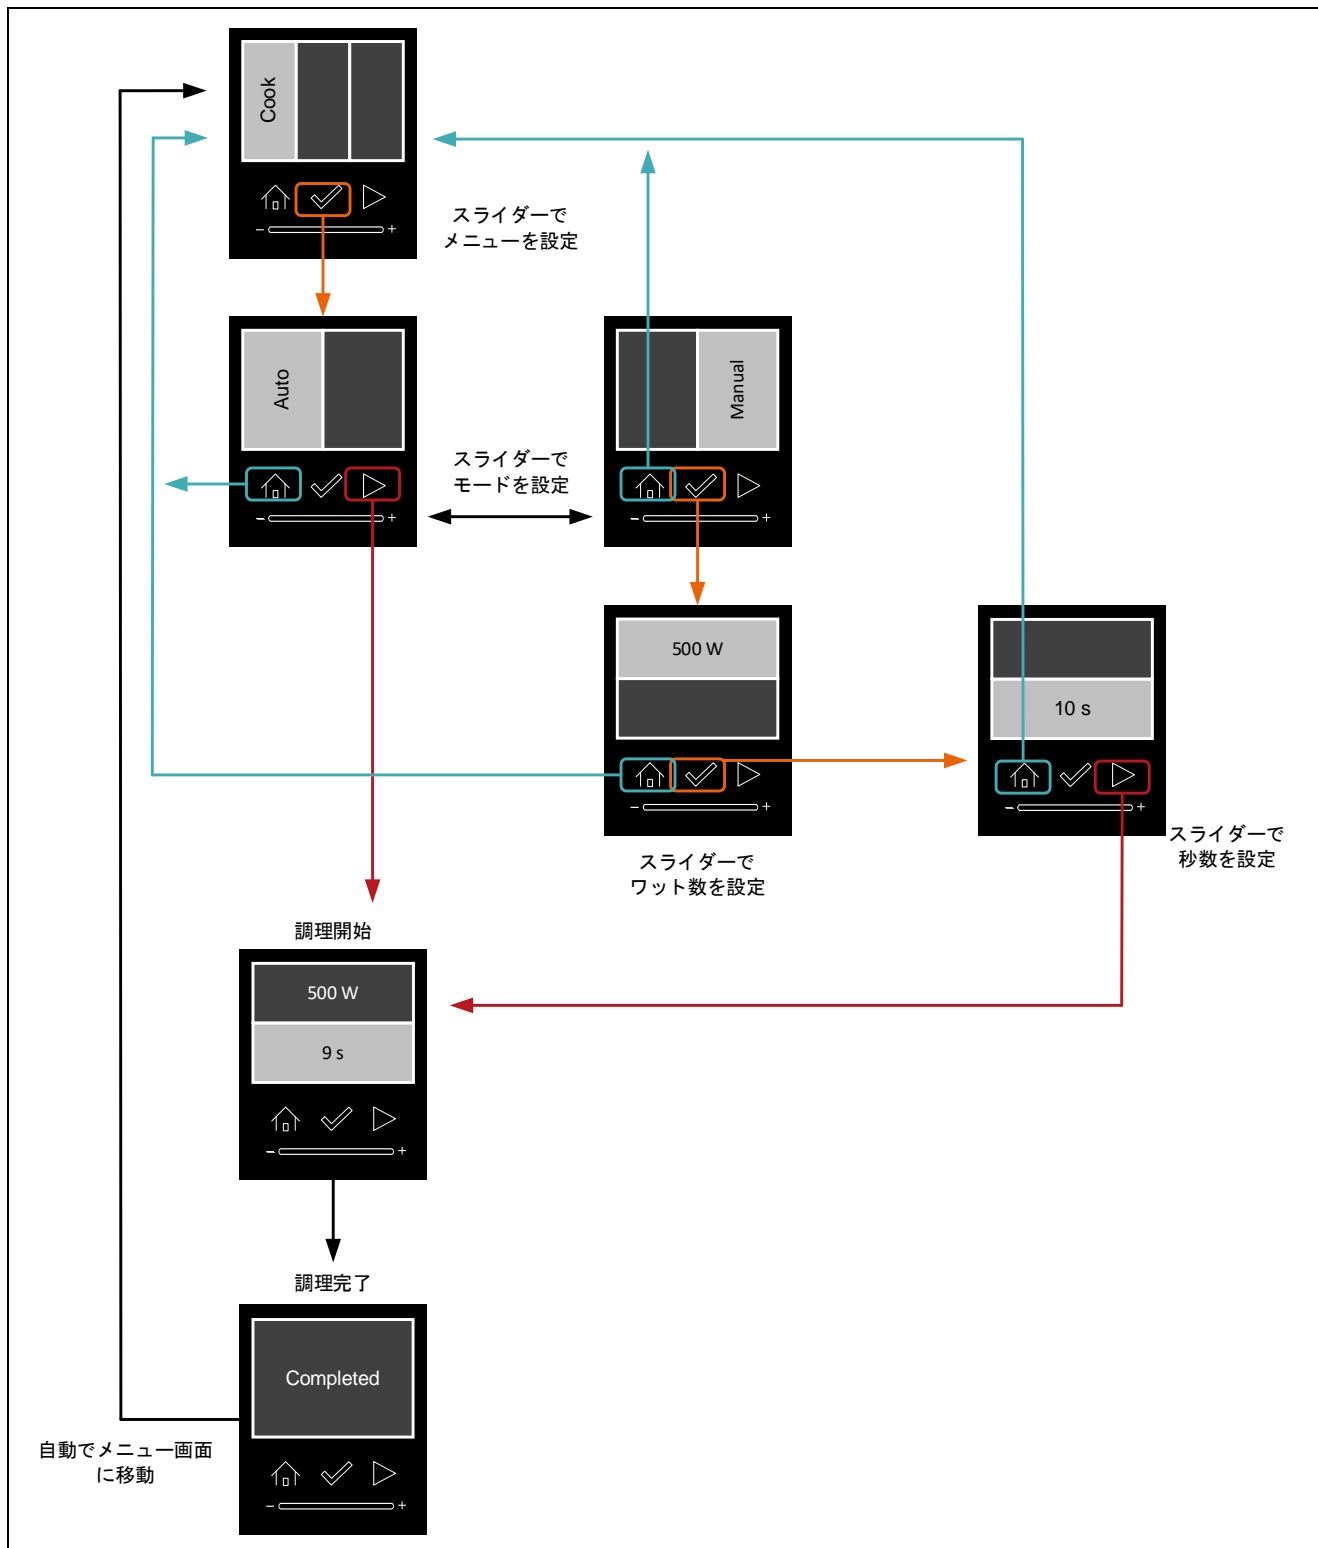 Cook
- +
スライダーで
メニューを設定
Auto
- +
スライダーで
モードを設定
Manual
- +
500 W
- +
スライダーで
ワット数を設定
10 s
- +
スライダーで
秒数を設定
調理開始
500 W
9 s
- +
調理完了
Completed
- +
自動でメニュー画面
に移動